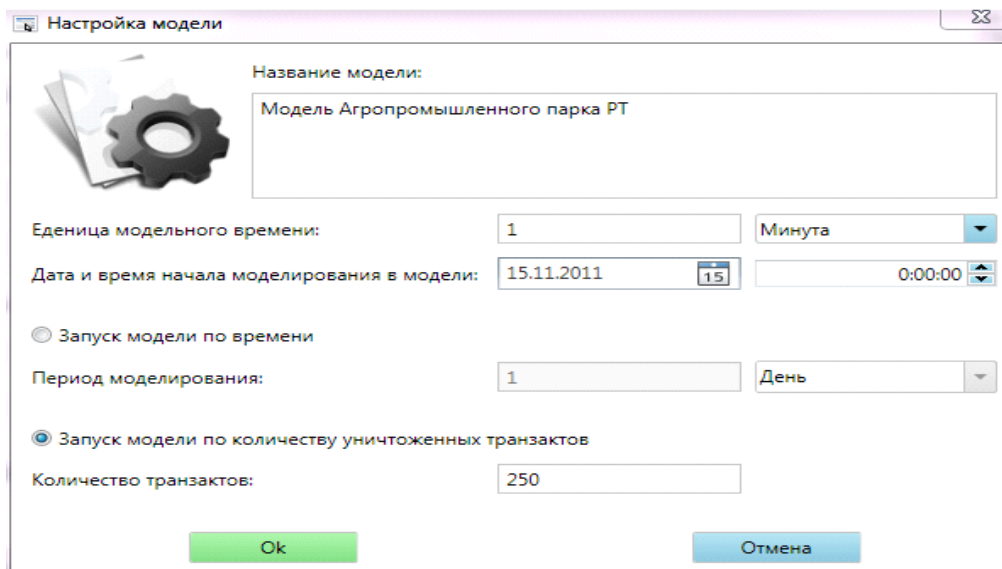 Настройка модели
Название модели:
Модель Агропромышленного парка РТ
Еденица модельного времени: 1 Минута
Дата и время начала моделирования в модели: 15.11.2011 15 0:00:00
Запуск модели по времени
Период моделирования: 1 День
Запуск модели по количеству уничтоженных транзактов
Количество транзактов: 250
Ok Отмена